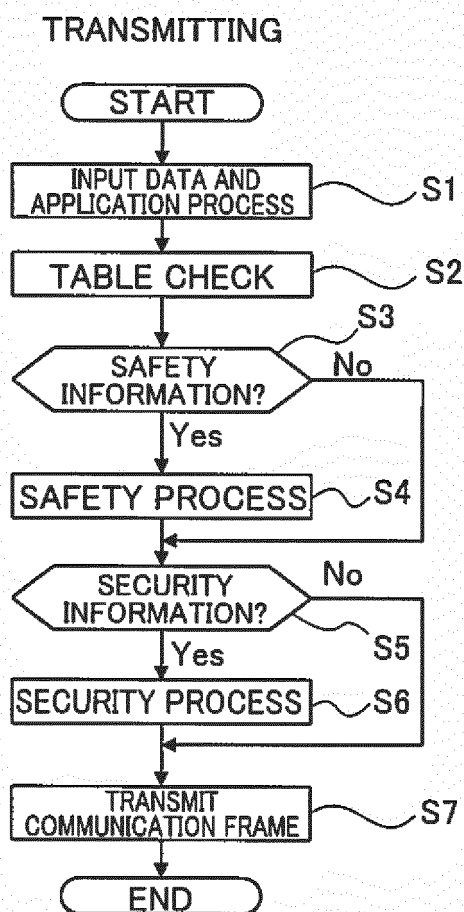 TRANSMITTING
START
INPUT DATA AND
APPLICATION PROCESS
S1
TABLE CHECK
S2
S3
SAFETY
INFORMATION?
No
Yes
SAFETY PROCESS
S4
SECURITY
INFORMATION?
No
S5
Yes
SECURITY PROCESS
S6
TRANSMIT
COMMUNICATION FRAME
S7
END